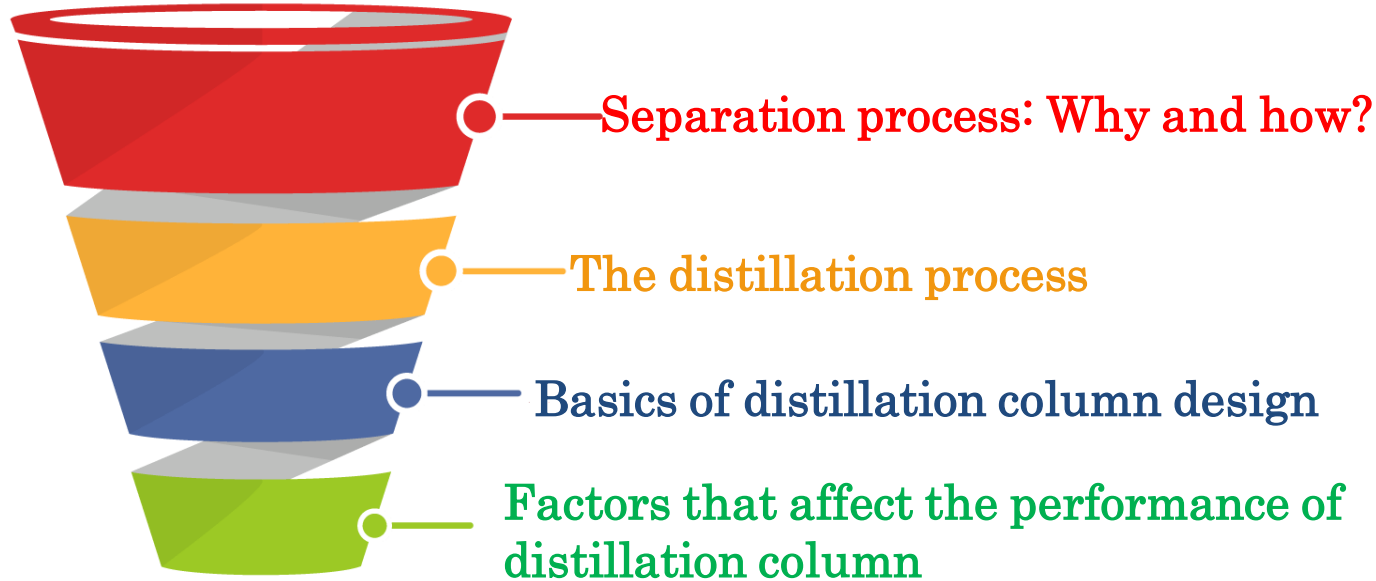 Separation process: Why and how?
The distillation process
Basics of distillation column design
Factors that affect the performance of
distillation column